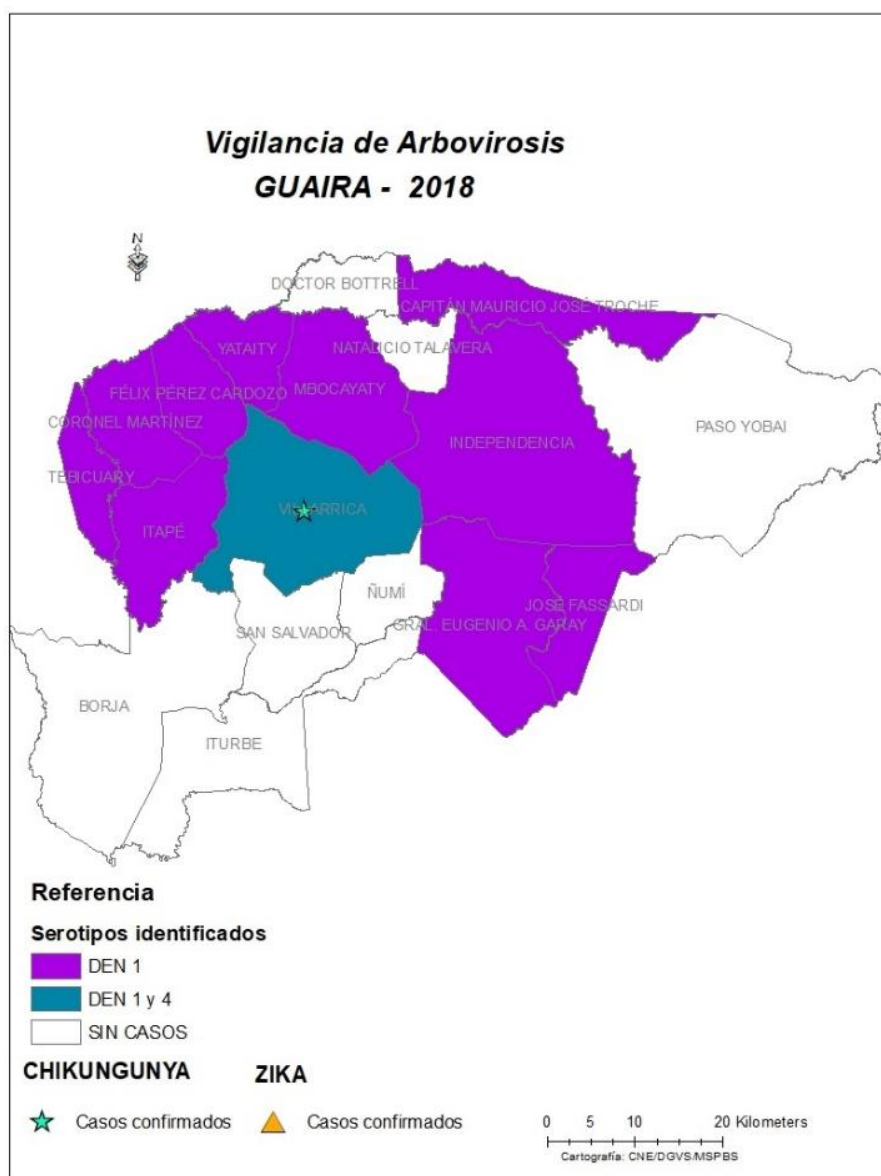 Vigilancia de Arbovirosis
GUAIRA - 2018
N
DOCTOR BOTTRELL
CAPITÁN MAURICIO JOSÉ TROCHE
YATAITY
NATALICIO TALAVERA
FÉLIX PÉREZ CARDOZO
MBOCAYATY
CORONEL MARTÍNEZ
INDEPENDENCIA
PASO YOBAI
TEBICUARY
VILLARRICA
ITAPÉ
ÑUMÍ
JOSÉ FASSARDI
SAN SALVADOR
GRAL. EUGENIO A. GARAY
BORJA
ITURBE
Referencia
Serotipos identificados
DEN 1
DEN 1 y 4
SIN CASOS
CHIKUNGUNYA ZIKA
Casos confirmados Casos confirmados
0 5 10 20 Kilometers
Cartografía: CNE/DGVS/MSPBS